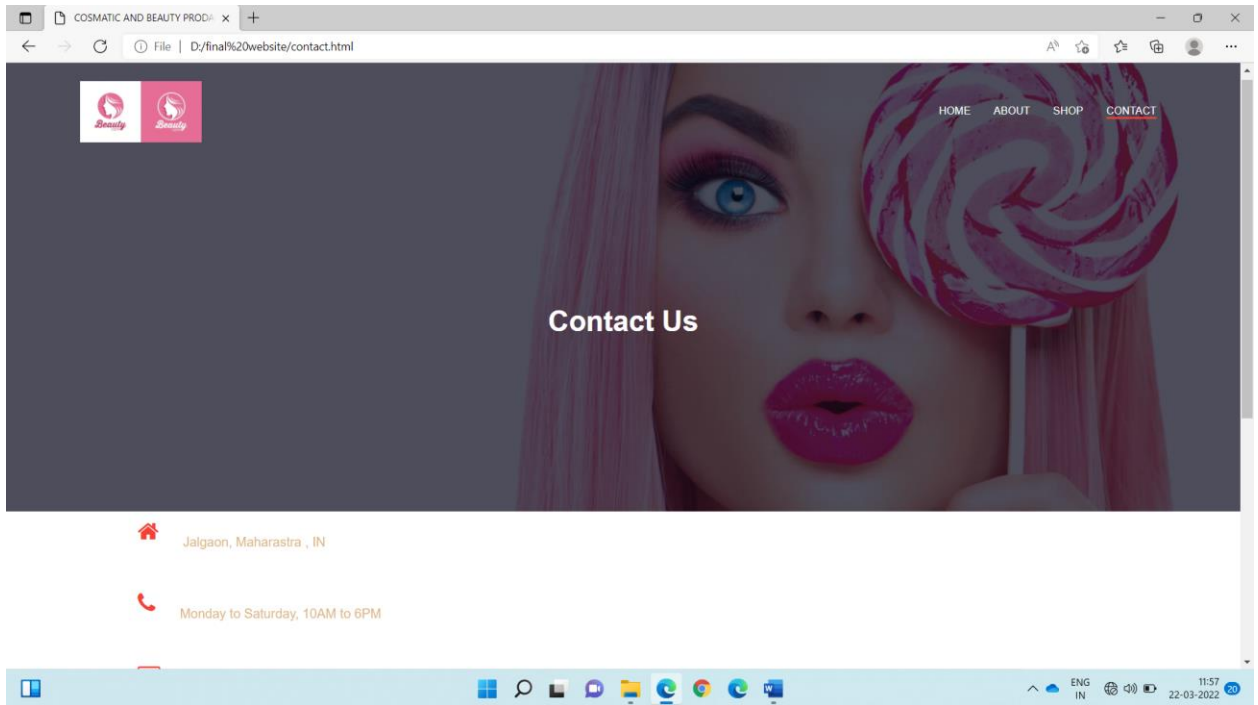 COSMATIC AND BEAUTY PRODA
File | D:/final%20website/contact.html
Beauty Beauty
HOME ABOUT SHOP CONTACT
Contact Us
Jalgaon, Maharastra , IN
Monday to Saturday, 10AM to 6PM
ENG
IN
11:57
22-03-2022
20